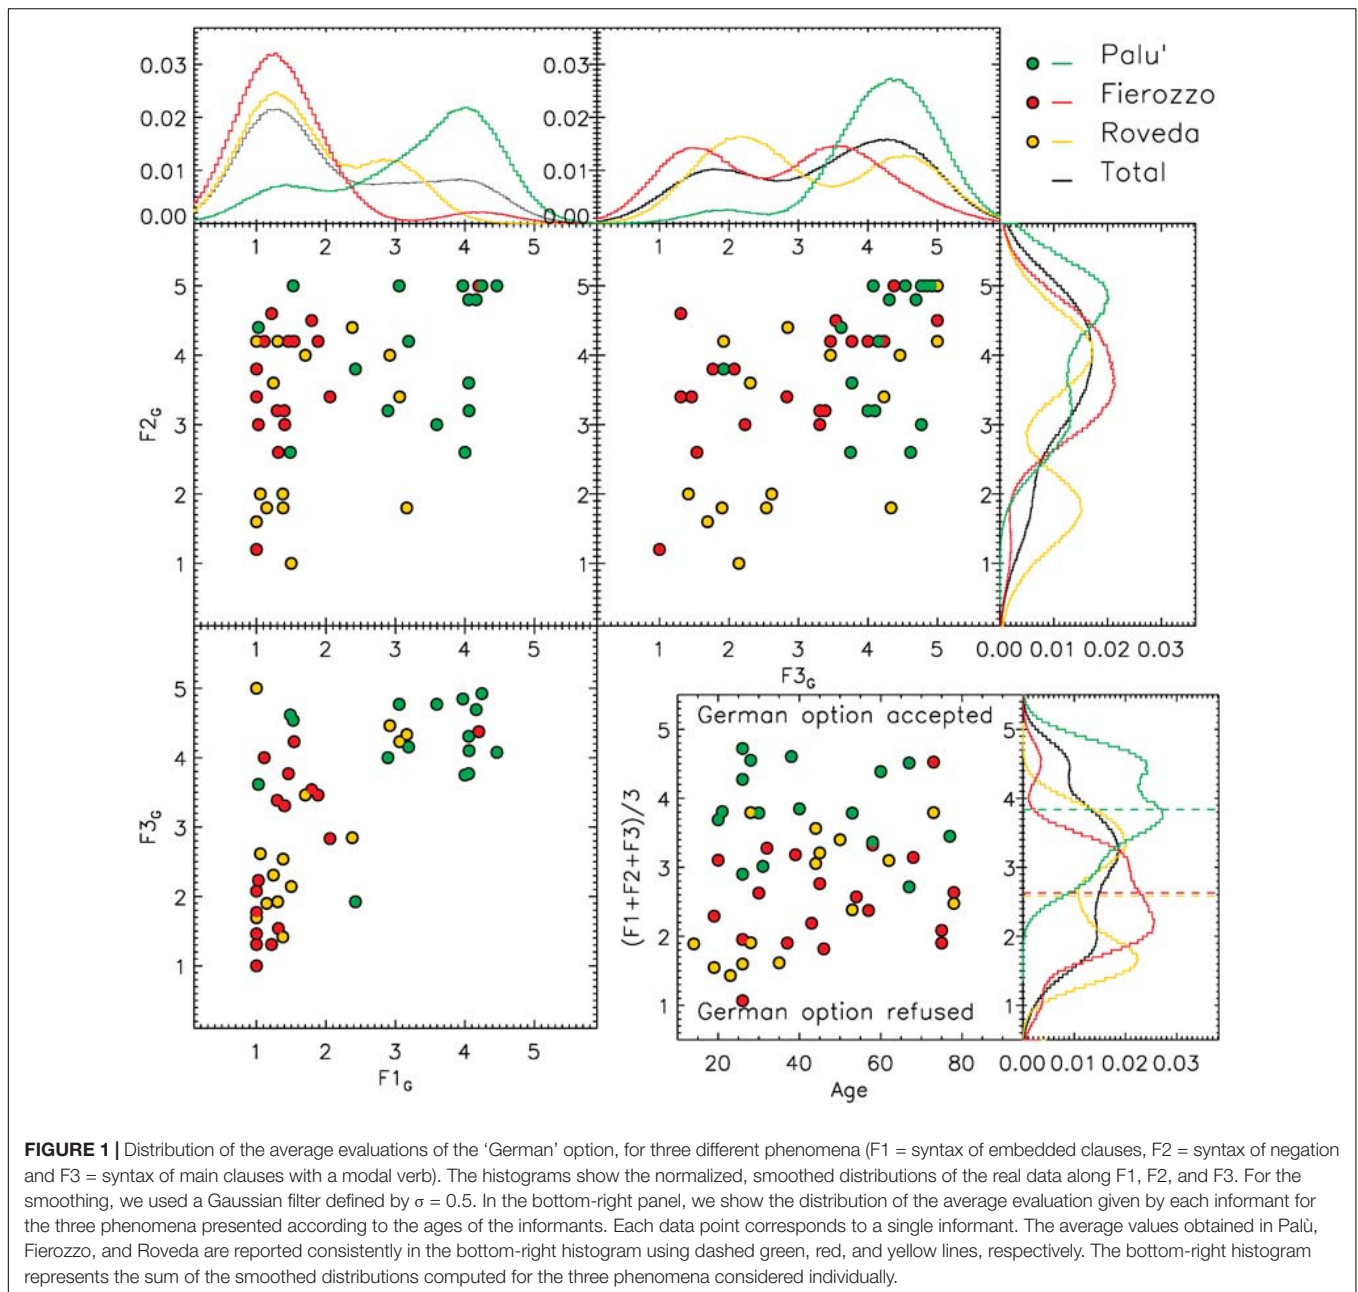 0.03
0.02
0.01
0.00
0.03
0.02
0.01
0.00
Palu'
Fierozzo
Roveda
Total
1 2 3 4 5
1 2 3 4 5
5
4
3
2
1
F2G
5
4
3
2
1
5
4
3
2
1
1 2 3 4 5
1 2 3 4 5
F3G
0.00 0.01 0.02 0.03
5
4
3
2
1
F3G
1 2 3 4 5
F1G
German option accepted
German option refused
5
4
3
2
1
(F1+F2+F3)/3
20 40 60 80
Age
5
4
3
2
1
0.00 0.01 0.02 0.03
FIGURE 1 | Distribution of the average evaluations of the ‘German’ option, for three different phenomena (F1 = syntax of embedded clauses, F2 = syntax of negation
and F3 = syntax of main clauses with a modal verb). The histograms show the normalized, smoothed distributions of the real data along F1, F2, and F3. For the
smoothing, we used a Gaussian filter defined by σ = 0.5. In the bottom-right panel, we show the distribution of the average evaluation given by each informant for
the three phenomena presented according to the ages of the informants. Each data point corresponds to a single informant. The average values obtained in Palù,
Fierozzo, and Roveda are reported consistently in the bottom-right histogram using dashed green, red, and yellow lines, respectively. The bottom-right histogram
represents the sum of the smoothed distributions computed for the three phenomena considered individually.